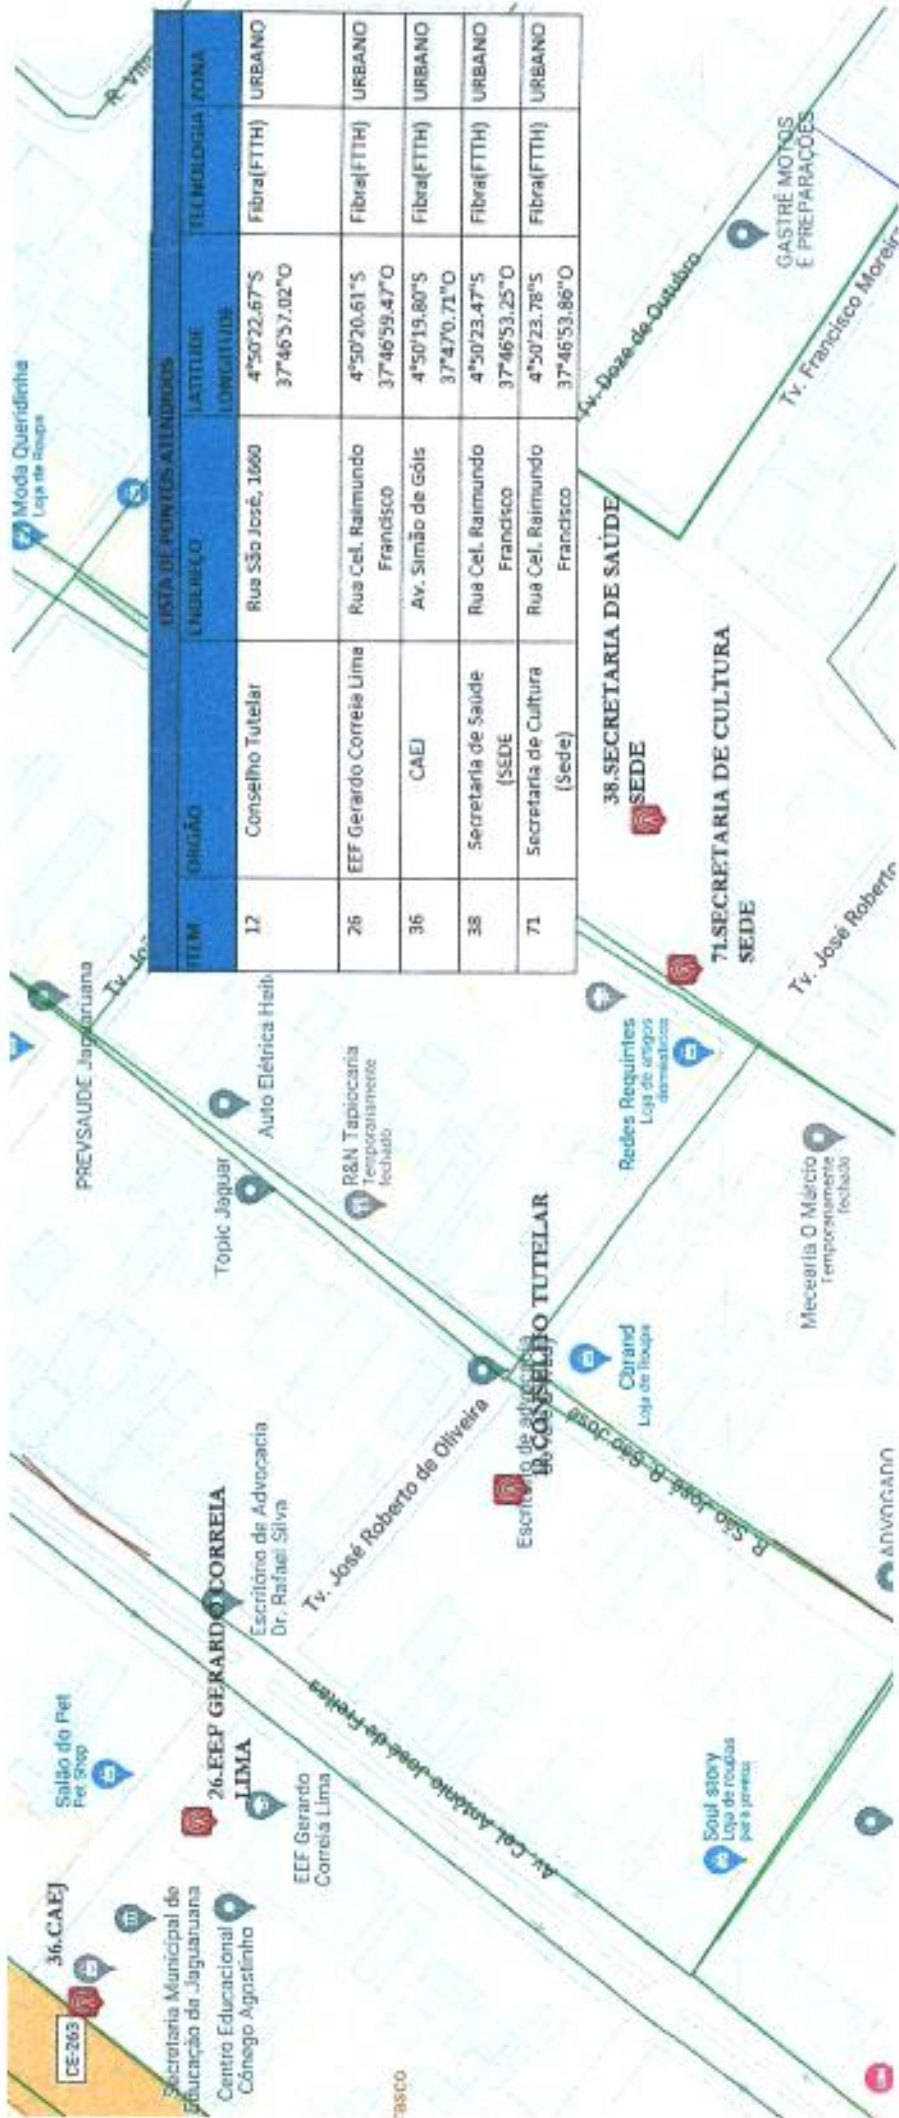 LISTA DE PONTOS ATENDIDOS
ITEM ORGÃO ENDEREÇO LATITUDE LONGITUDE TECNOLOGIA ZONA
12 Conselho Tutelar Rua São José, 1660 4°50'22.67"S 37°46'57.02"O Fibra(FTTH) URBANO
26 EEF Gerardo Correia Lima Rua Cel. Raimundo Francisco 4°50'20.61"S 37°46'59.47"O Fibra(FTTH) URBANO
36 CAEJ Av. Simão de Góis 4°50'19.80"S 37°47'0.71"O Fibra(FTTH) URBANO
38 Secretaria de Saúde (SEDE Rua Cel. Raimundo Francisco 4°50'23.47"S 37°46'53.25"O Fibra(FTTH) URBANO
71 Secretaria de Cultura (Sede) Rua Cel. Raimundo Francisco 4°50'23.78"S 37°46'53.86"O Fibra(FTTH) URBANO
CE-263
36.CAEJ
Secretaria Municipal de
Educação de Jaguaruana
Centro Educacional
Cônego Agostinho
Salão do Pet
Pet Shop
26.EEF GERARDO CORREIA
LIMA
EEF Gerardo
Correia Lima
Escritório de Advocacia
Dr. Rafael Silva
Tv. José Roberto de Oliveira
Av. Cel. Antônio José de Freitas
Soul story
Loja de roupas
para jovens
PREVSAUDE Jaguaruana
Topic Jaguar
Auto Elétrica Heit
R&N Tapiocaria
Temporariamente
fechado
12.CONSELHO TUTELAR
Escritório de advocacia
R. São José
R. São José
Cbrand
Loja de Roupa
ADVOGADO
Redes Requintes
Loja de artigos
domésticos
Mecearia O Márcio
Temporariamente
fechado
Tv. José Roberto
71.SECRETARIA DE CULTURA
SEDE
38.SECRETARIA DE SAÚDE
SEDE
Moda Queridinha
Loja de Roupa
Tv. Doze de Outubro
GASTRÉ MOTOS
E PREPARAÇÕES
Tv. Francisco Moreira